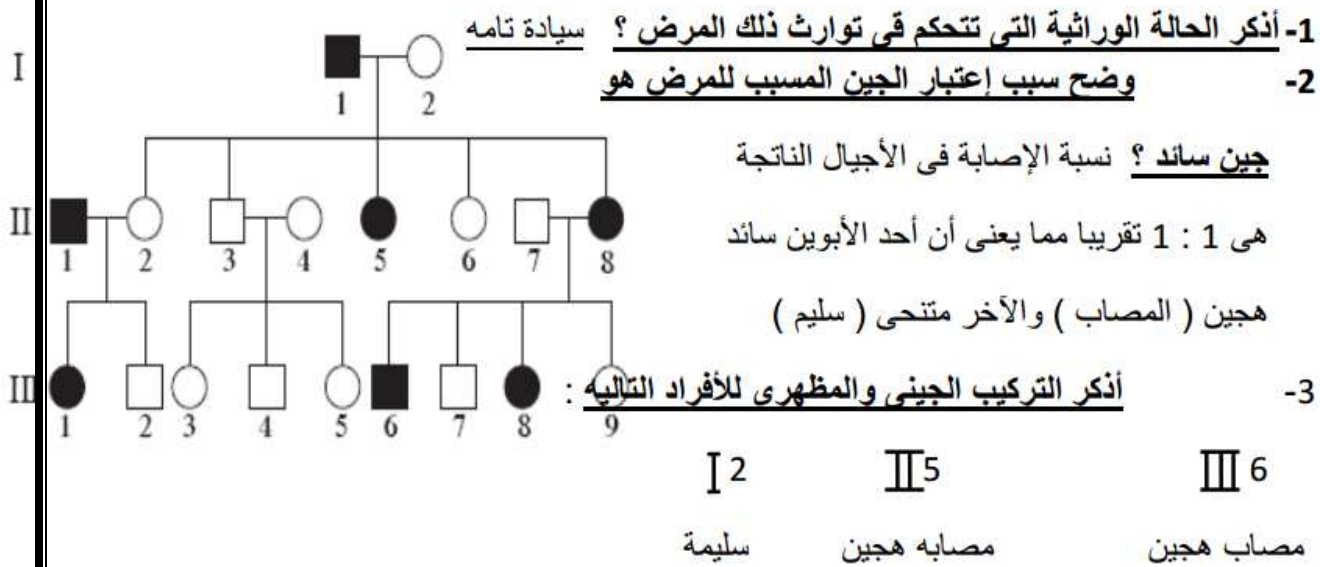 1- أذكر الحالة الوراثية التي تتحكم قى توارث ذلك المرض ؟ سيادة تامه
2- وضح سبب إعتبار الجين المسبب للمرض هو
جين سائد ؟ نسبة الإصابة فى الأجيال الناتجة
هى 1 : 1 تقريبا مما يعنى أن أحد الأبوين سائد
هجين ( المصاب ) والآخر متنحى ( سليم )
3- أذكر التركيب الجينى والمظهرى للأفراد التاليه :
III 6 II5 I 2
مصاب هجين مصابه هجين سليمة
I
1 2
II
1 2 3 4 5 6 7 8
III
1 2 3 4 5 6 7 8 9